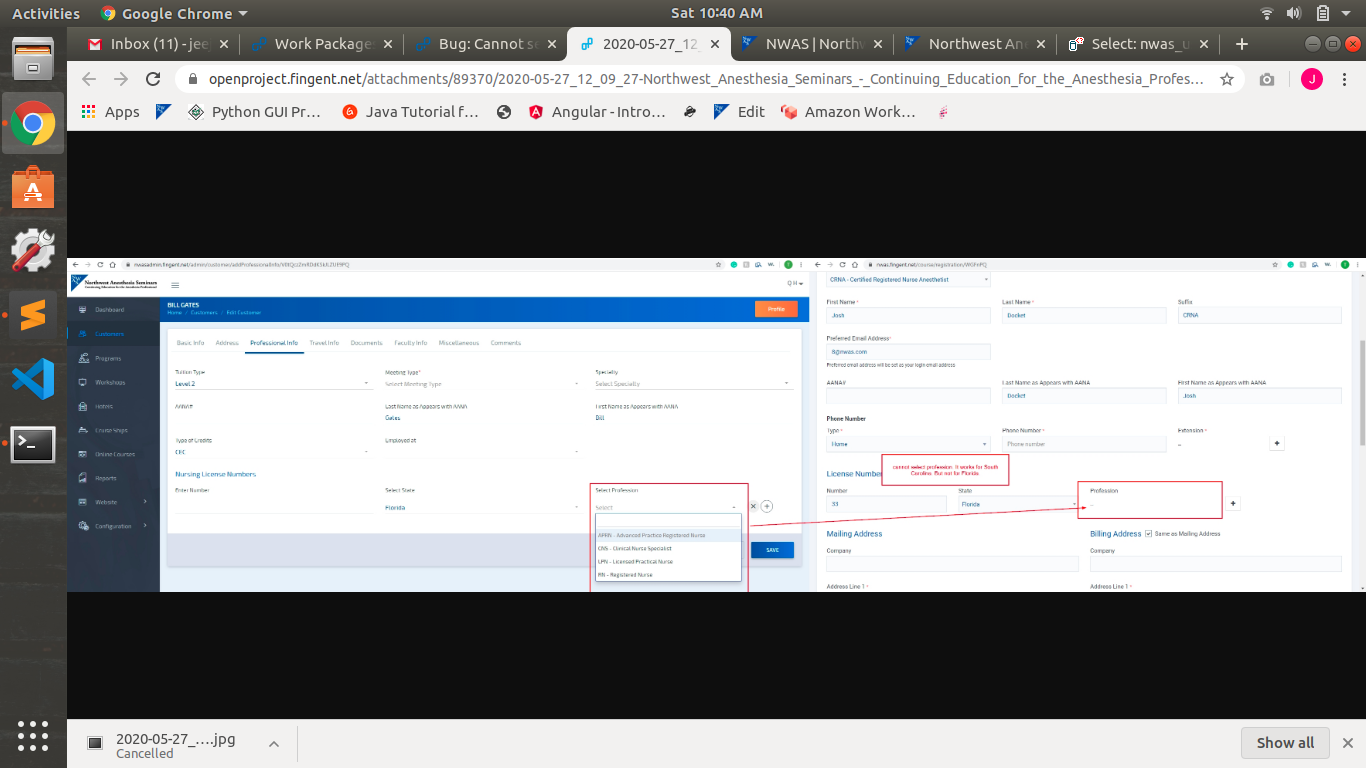 Activities
Google Chrome
Sat 10:40 AM
Inbox (11) - jee
Work Package
Bug: Cannot se
2020-05-27_12_
NWAS | Northw
Northwest Ane
Select: nwas_u
openproject.fingent.net/attachments/89370/2020-05-27_12_09_27-Northwest_Anesthesia_Seminars_-_Continuing_Education_for_the_Anesthesia_Profes...
J
Apps
Python GUI Pr...
Java Tutorial f...
Angular - Intro...
Edit
Amazon Work...
Northwest Anesthesia Seminars
Q H
Dashboard
Customers
Programs
Workshops
Hotels
Cruise Ships
Online Courses
Reports
Website
Configuration
BILL GATES
Home / Customers / Edit Customer
Profile
Basic Info
Address
Professional Info
Travel Info
Documents
Faculty Info
Miscellaneous
Comments
Tuition Type
Meeting Type*
Specialty
Level 2
Select Meeting Type
Select Specialty
AANA#
Last Name as Appears with AANA
First Name as Appears with AANA
Gates
Bill
Type of Credits
Employed at
CEC
Nursing License Numbers
Enter Number
Select State
Select Profession
Florida
Select
APRN - Advanced Practice Registered Nurse
CNS - Clinical Nurse Specialist
LPN - Licensed Practical Nurse
RN - Registered Nurse
SAVE
CRNA - Certified Registered Nurse Anesthetist
First Name *
Last Name *
Suffix
Josh
Docket
CRNA
Preferred Email Address*
@nwas.com
Preferred email address will be set as your login email address
AANA#
Last Name as Appears with AANA
First Name as Appears with AANA
Docket
Josh
Phone Number
Type *
Phone Number *
Extension *
Home
Phone number
cannot select profession. It works for South
Carolina. But not for Florida.
License Number
Number
State
Profession
33
Florida
Mailing Address
Billing Address
Same as Mailing Address
Company
Company
Address Line 1 *
Address Line 1 *
2020-05-27_....jpg
Cancelled
Show all